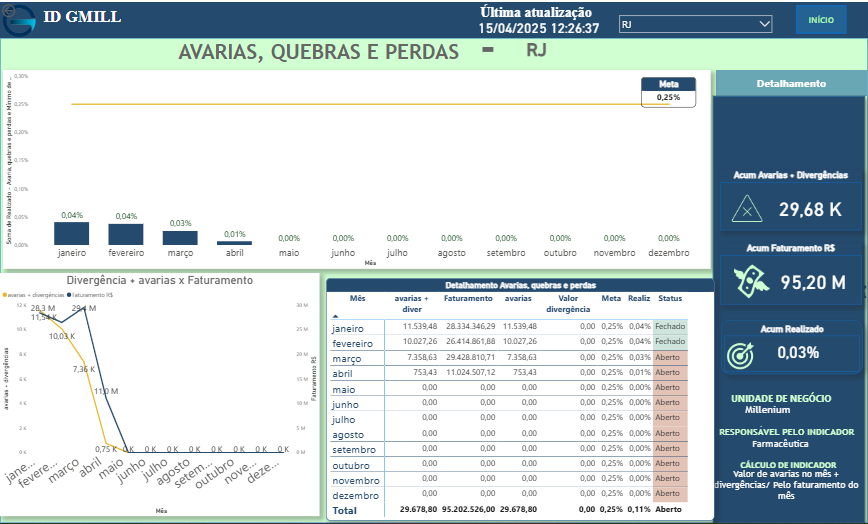 ID GMILL
Última atualização
15/04/2025 12:26:37
RJ
INÍCIO
AVARIAS, QUEBRAS E PERDAS - RJ
Soma de Realizado - Avaria, quebras e perdas e Mínimo de ...
0,30%
0,25%
0,20%
0,15%
0,10%
0,05%
0,00%
Meta
0,25%
0,04% 0,04% 0,03% 0,01% 0,00% 0,00% 0,00% 0,00% 0,00% 0,00% 0,00% 0,00%
janeiro fevereiro março abril maio junho julho agosto setembro outubro novembro dezembro
Mês
Detalhamento
Acum Avarias + Divergências
29,68 K
Acum Faturamento R$
95,20 M
Acum Realizado
0,03%
UNIDADE DE NEGÓCIO
Millenium
RESPONSÁVEL PELO INDICADOR
Farmacêutica
CÁLCULO DE INDICADOR
Valor de avarias no mês +
divergências/ Pelo faturamento do
mês
Divergência + avarias x Faturamento
avarias + divergências Faturamento R$
avarias + divergências
12 K
10 K
8 K
6 K
4 K
2 K
0 K
28,3 M
11,54 K
10,03 K
29,4 M
7,36 K
11,0 M
0,75 K 0 K 0 K 0 K 0 K 0 K 0 K 0 K 0 K
30 M
25 M
20 M
15 M
10 M
5 M
0 M
Faturamento R$
jane... fevere... março abril maio junho julho agosto setem... outubro nove... deze...
Mês
Detalhamento Avarias, quebras e perdas
Mês avarias + diver Faturamento avarias Valor divergência Meta Realiz Status
janeiro 11.539,48 28.334.346,29 11.539,48 0,00 0,25% 0,04% Fechado
fevereiro 10.027,26 26.414.861,88 10.027,26 0,00 0,25% 0,04% Fechado
março 7.358,63 29.428.810,71 7.358,63 0,00 0,25% 0,03% Aberto
abril 753,43 11.024.507,12 753,43 0,00 0,25% 0,01% Aberto
maio 0,00 0,00 0,00 0,00 0,25% 0,00% Aberto
junho 0,00 0,00 0,00 0,00 0,25% 0,00% Aberto
julho 0,00 0,00 0,00 0,00 0,25% 0,00% Aberto
agosto 0,00 0,00 0,00 0,00 0,25% 0,00% Aberto
setembro 0,00 0,00 0,00 0,00 0,25% 0,00% Aberto
outubro 0,00 0,00 0,00 0,00 0,25% 0,00% Aberto
novembro 0,00 0,00 0,00 0,00 0,25% 0,00% Aberto
dezembro 0,00 0,00 0,00 0,00 0,25% 0,00% Aberto
Total 29.678,80 95.202.526,00 29.678,80 0,00 0,25% 0,11% Aberto